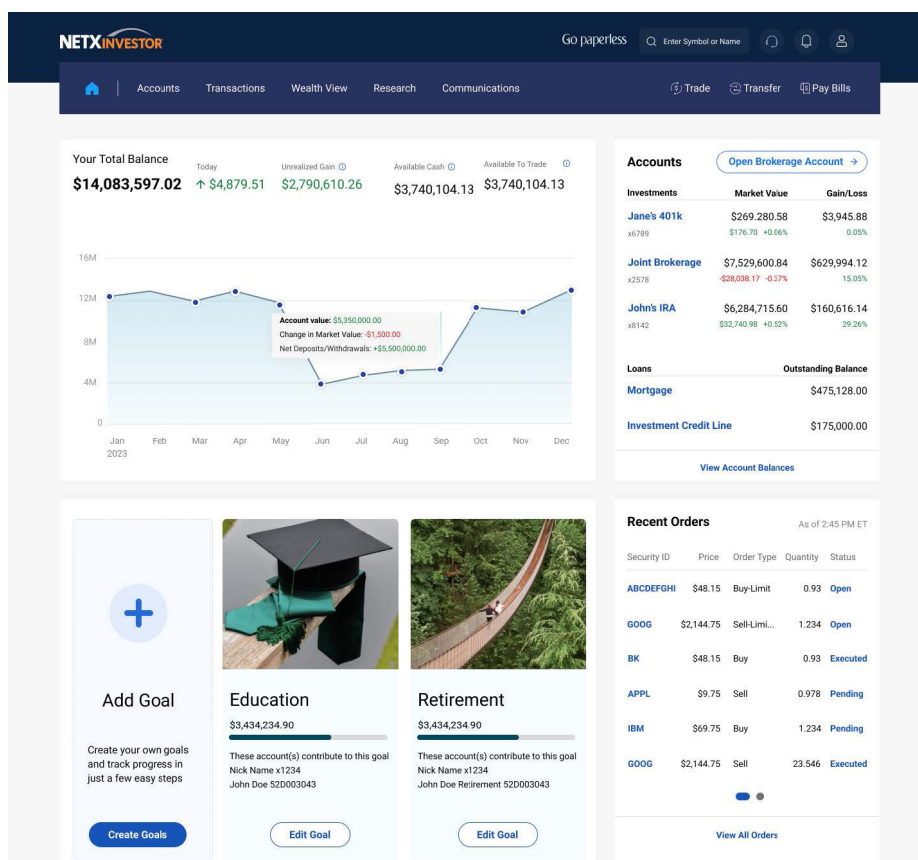 NETXINVESTOR
Go paperless
Enter Symbol or Name
Accounts Transactions Wealth View Research Communications
Trade Transfer Pay Bills
Your Total Balance
$14,083,597.02
Today
↑ $4,879.51
Unrealized Gain
$2,790,610.26
Available Cash
$3,740,104.13
Available To Trade
$3,740,104.13
16M
12M
8M
4M
0
Account value: $5,350,000.00
Change in Market Value: -$1,500.00
Net Deposits/Withdrawals: +$5,500,000.00
Jan Feb Mar Apr May Jun Jul Aug Sep Oct Nov Dec
2023
Accounts
Open Brokerage Account →
Investments Market Value Gain/Loss
Jane's 401k $269.280.58 $3,945.88
x6789 $176.70 +0.06% 0.05%
Joint Brokerage $7,529,600.84 $629,994.12
x2578 -$28,038.17 -0.37% 15.05%
John's IRA $6,284,715.60 $160,616.14
x8142 $32,740.98 +0.52% 29.26%
Loans Outstanding Balance
Mortgage $475,128.00
Investment Credit Line $175,000.00
View Account Balances
Add Goal
Create your own goals
and track progress in
just a few easy steps
Create Goals
Education
$3,434,234.90
These account(s) contribute to this goal
Nick Name x1234
John Doe 52D003043
Edit Goal
Retirement
$3,434,234.90
These account(s) contribute to this goal
Nick Name x1234
John Doe Retirement 52D003043
Edit Goal
Recent Orders
As of 2:45 PM ET
Security ID Price Order Type Quantity Status
ABCDEFGHI $48.15 Buy-Limit 0.93 Open
GOOG $2,144.75 Sell-Limi... 1.234 Open
BK $48.15 Buy 0.93 Executed
APPL $9.75 Sell 0.978 Pending
IBM $69.75 Buy 1.234 Pending
GOOG $2,144.75 Sell 23.546 Executed
View All Orders